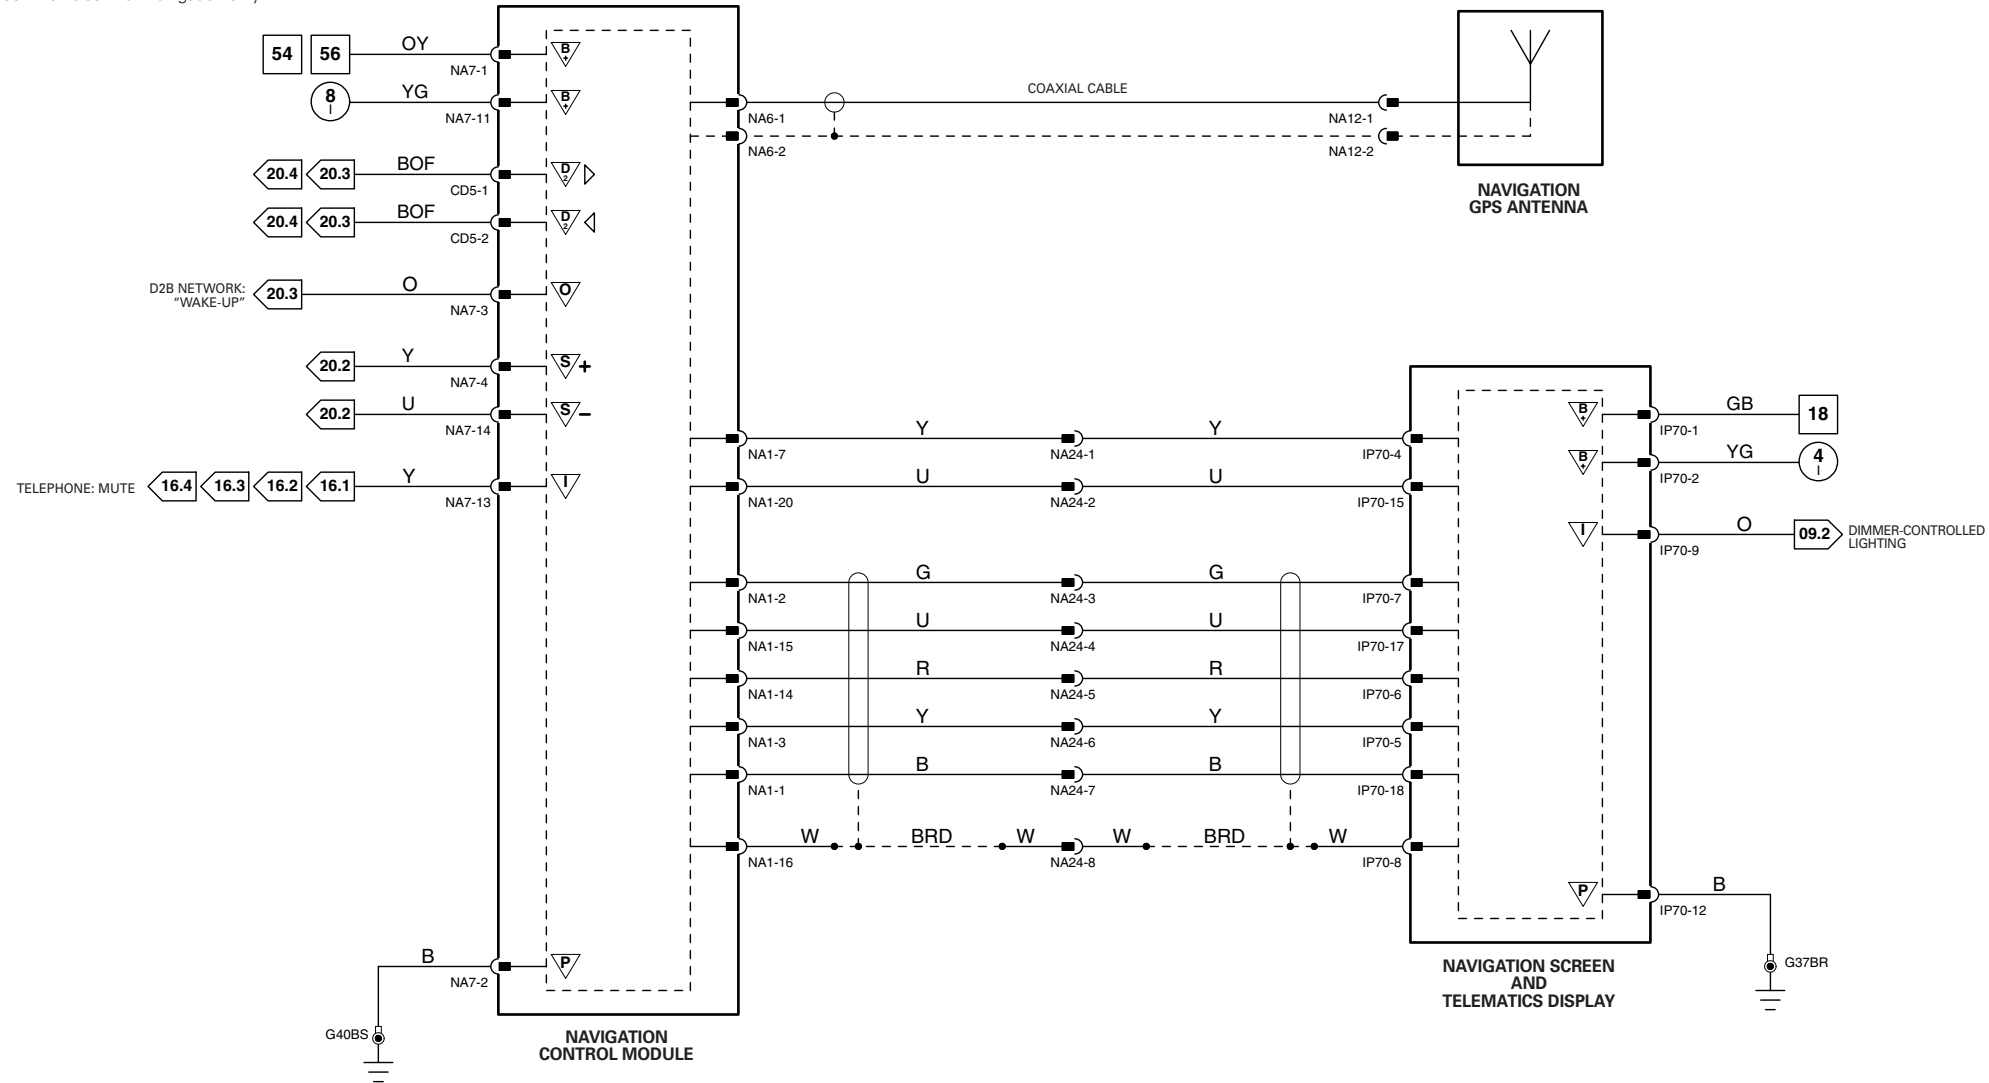 54 56 OY
NA7-1
B+
8 I YG
NA7-11
B+
COAXIAL CABLE
NA6-1
NA12-1
NA6-2
NA12-2
NAVIGATION
GPS ANTENNA
20.4 20.3 BOF
CD5-1
D2
20.4 20.3 BOF
CD5-2
D2
D2B NETWORK:
“WAKE-UP”
20.3 O
NA7-3
O
20.2 Y
NA7-4
S +
20.2 U
NA7-14
S –
TELEPHONE: MUTE 16.4 16.3 16.2 16.1 Y
NA7-13
I
B
NA7-2
P
G40BS
NAVIGATION
CONTROL MODULE
Y Y
NA1-7 NA24-1 IP70-4
U U
NA1-20 NA24-2 IP70-15
G G
NA1-2 NA24-3 IP70-7
U U
NA1-15 NA24-4 IP70-17
R R
NA1-14 NA24-5 IP70-6
Y Y
NA1-3 NA24-6 IP70-5
B B
NA1-1 NA24-7 IP70-18
W BRD W W BRD W
NA1-16 NA24-8 IP70-8
B+ GB 18
IP70-1
B+ YG 4 I
IP70-2
I O 09.2 DIMMER-CONTROLLED
LIGHTING
IP70-9
P B
IP70-12
G37BR
NAVIGATION SCREEN
AND
TELEMATICS DISPLAY